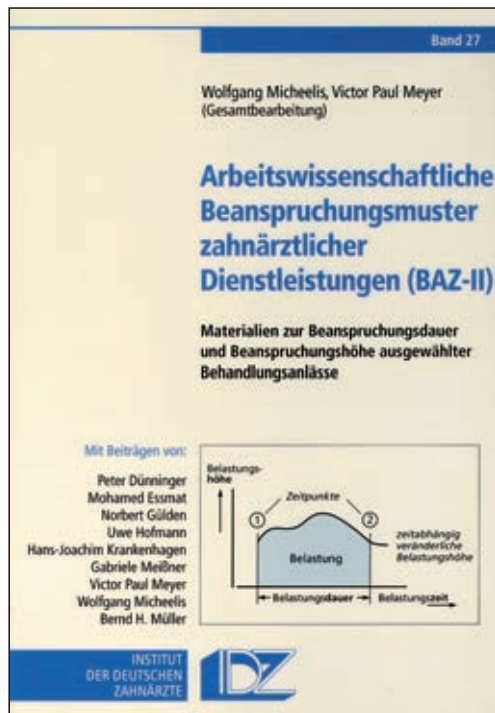 Band 27
Wolfgang Micheelis, Victor Paul Meyer
(Gesamtbearbeitung)
Arbeitswissenschaftliche
Beanspruchungsmuster
zahnärztlicher
Dienstleistungen (BAZ-II)
Materialien zur Beanspruchungsdauer
und Beanspruchungshöhe ausgewählter
Behandlungsanlässe
Mit Beiträgen von:
Peter Dünninger
Mohamed Essmat
Norbert Gülden
Uwe Hofmann
Hans-Joachim Krankenhagen
Gabriele Meißner
Victor Paul Meyer
Wolfgang Micheelis
Bernd H. Müller
Belastungs-
höhe
Zeitpunkte
1
2
zeitabhängig
veränderliche
Belastungshöhe
Belastung
Belastungsdauer
Belastungszeit
INSTITUT
DER DEUTSCHEN
ZAHNÄRZTE
IDZ